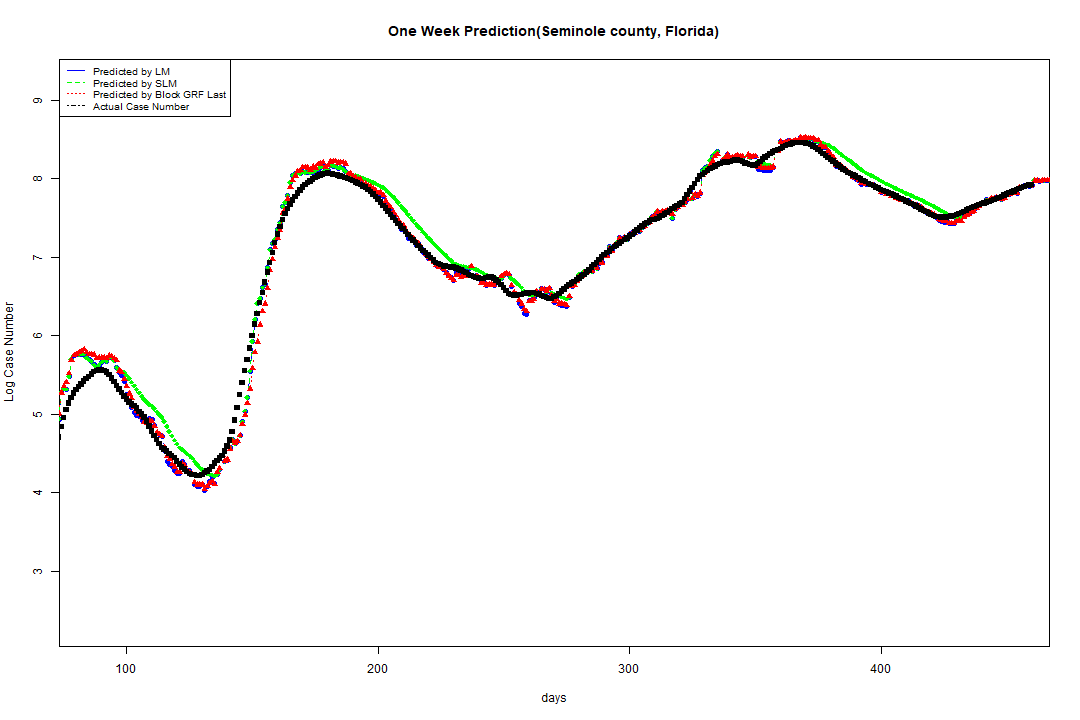 One Week Prediction(Seminole county, Florida)
Predicted by LM
Predicted by SLM
Predicted by Block GRF Last
Actual Case Number
9
8
7
6
5
4
3
Log Case Number
100 200 300 400
days